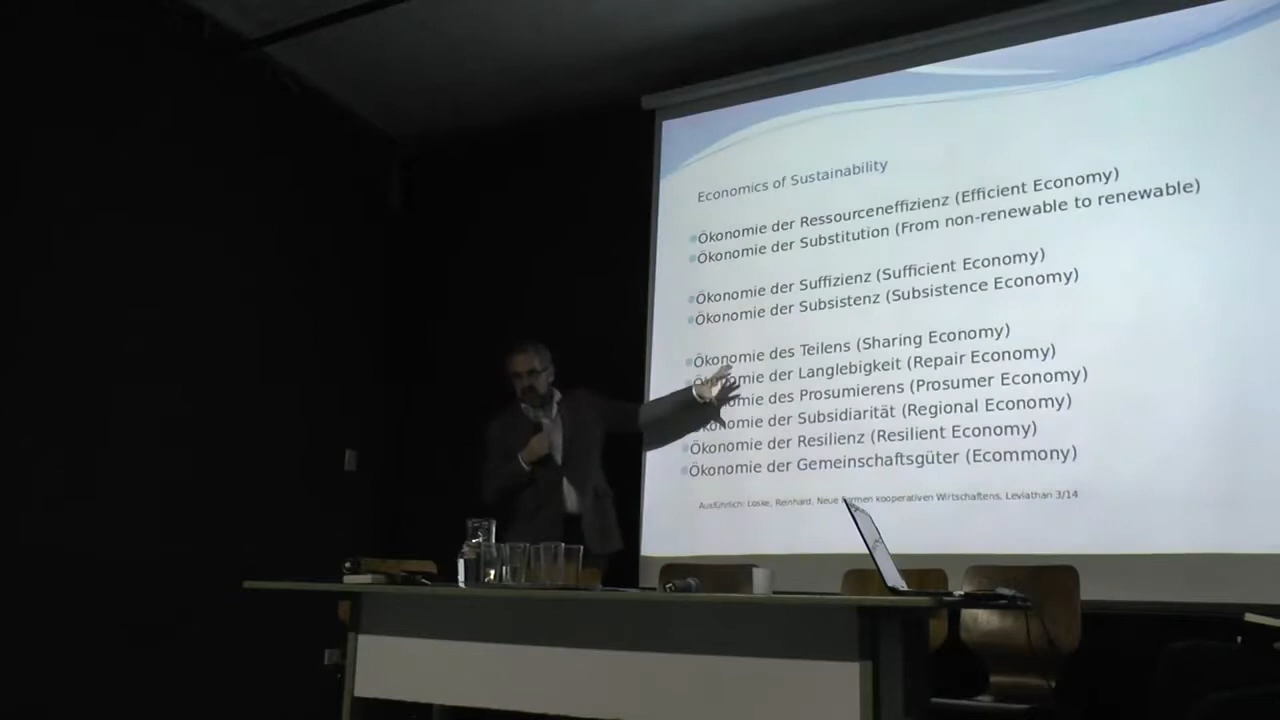 Economics of Sustainability
Ökonomie der Ressourceneffizienz (Efficient Economy)
Ökonomie der Substitution (From non-renewable to renewable)
Ökonomie der Suffizienz (Sufficient Economy)
Ökonomie der Subsistenz (Subsistence Economy)
Ökonomie des Teilens (Sharing Economy)
Ökonomie der Langlebigkeit (Repair Economy)
des Prosumierens (Prosumer Economy)
Ökonomie der Subsidiarität (Regional Economy)
Ökonomie der Resilienz (Resilient Economy)
Ökonomie der Gemeinschaftsgüter (Ecommony)
Ausführlich: Loske, Reinhard, Neue Formen kooperativen Wirtschaftens, Leviathan 3/14